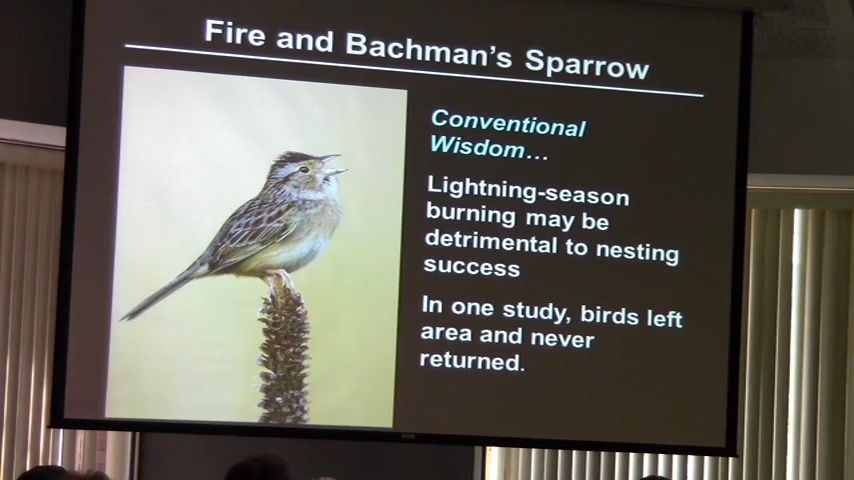 Fire and Bachman's Sparrow
Conventional
Wisdom...
Lightning-season
burning may be
detrimental to nesting
success
In one study, birds left
area and never
returned.